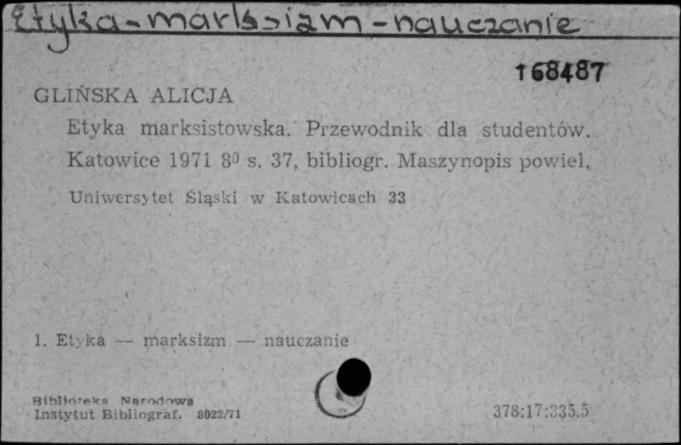 Etyka-marksizm-nauczanie
168487
GLIŃSKA ALICJA
Etyka marksistowska. Przewodnik dla studentów.
Katowice 1971 8⁰ s. 37, bibliogr. Maszynopis powiel.
Uniwersytet Śląski w Katowicach 33
1. Etyka — marksizm — nauczanie
Biblioteka Narodowa
Instytut Bibliograf. 8022/71
378:17:335.5